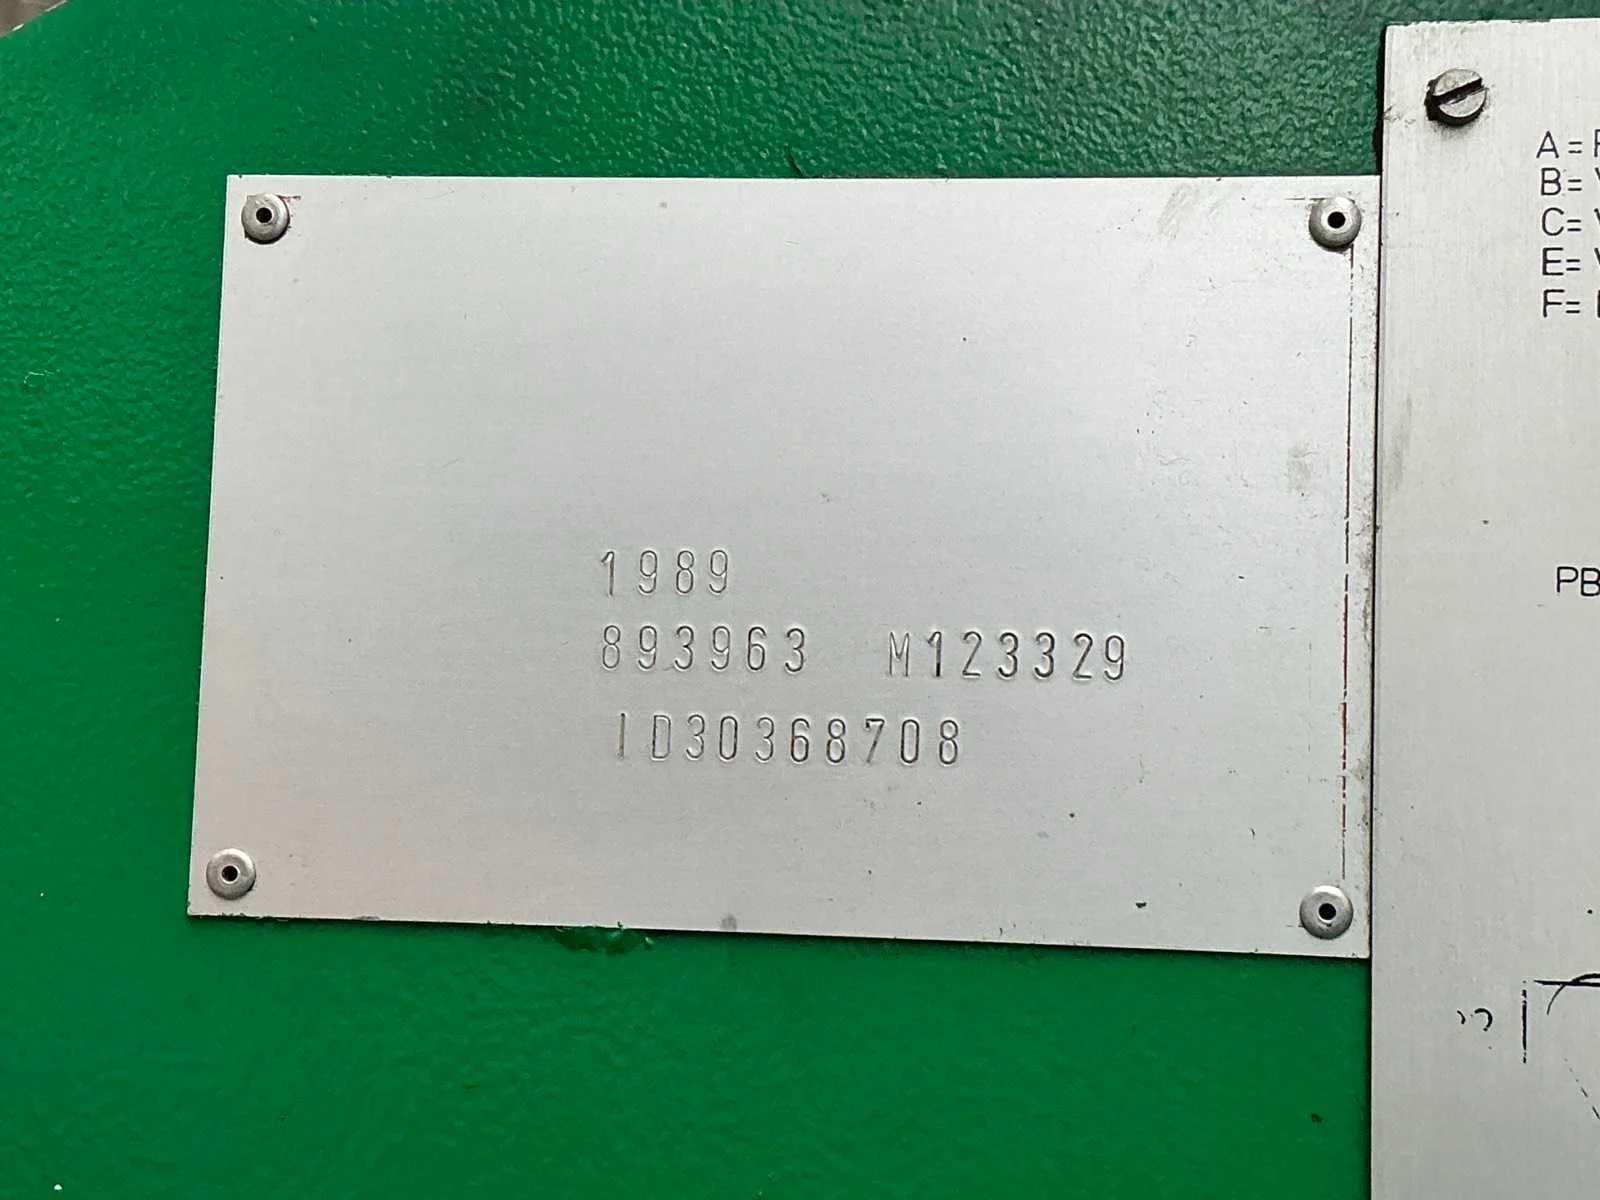 1989
893963 M123329
ID30368708
A=
B=
C=
E=
F=
PB